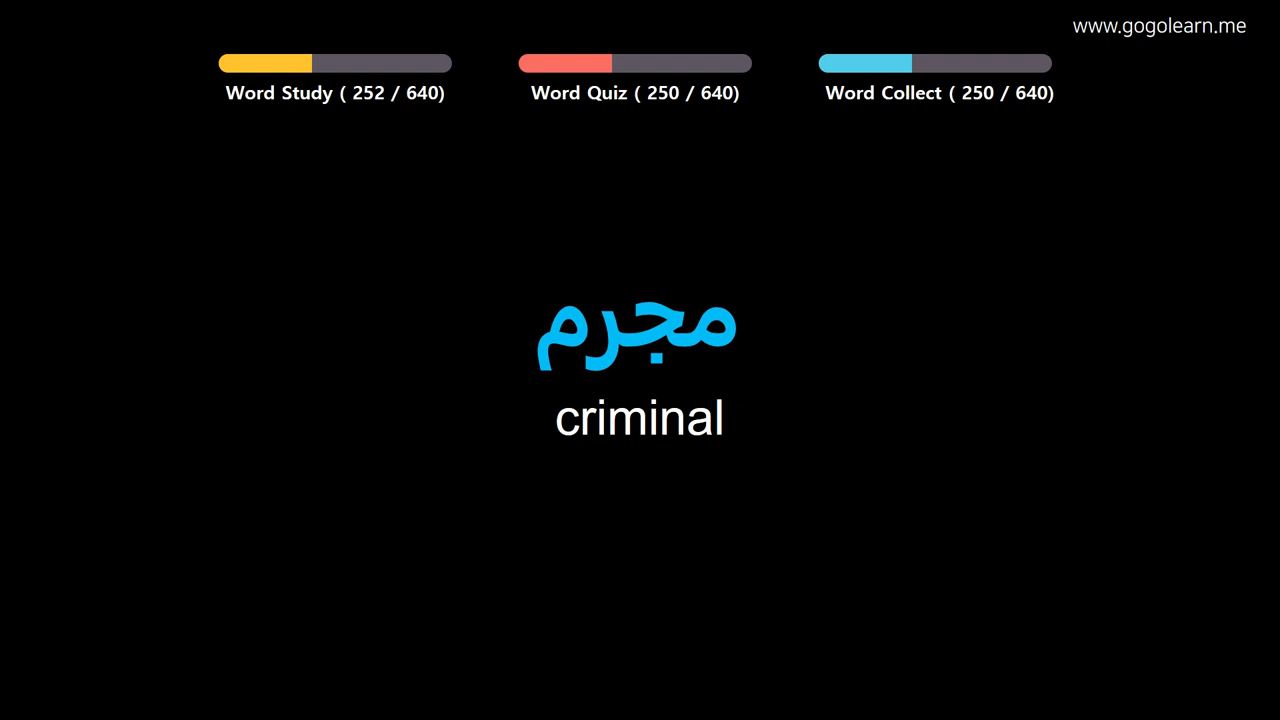 www.gogolearn.me
Word Study ( 252 / 640)
Word Quiz ( 250 / 640)
Word Collect ( 250 / 640)
مجرم
criminal